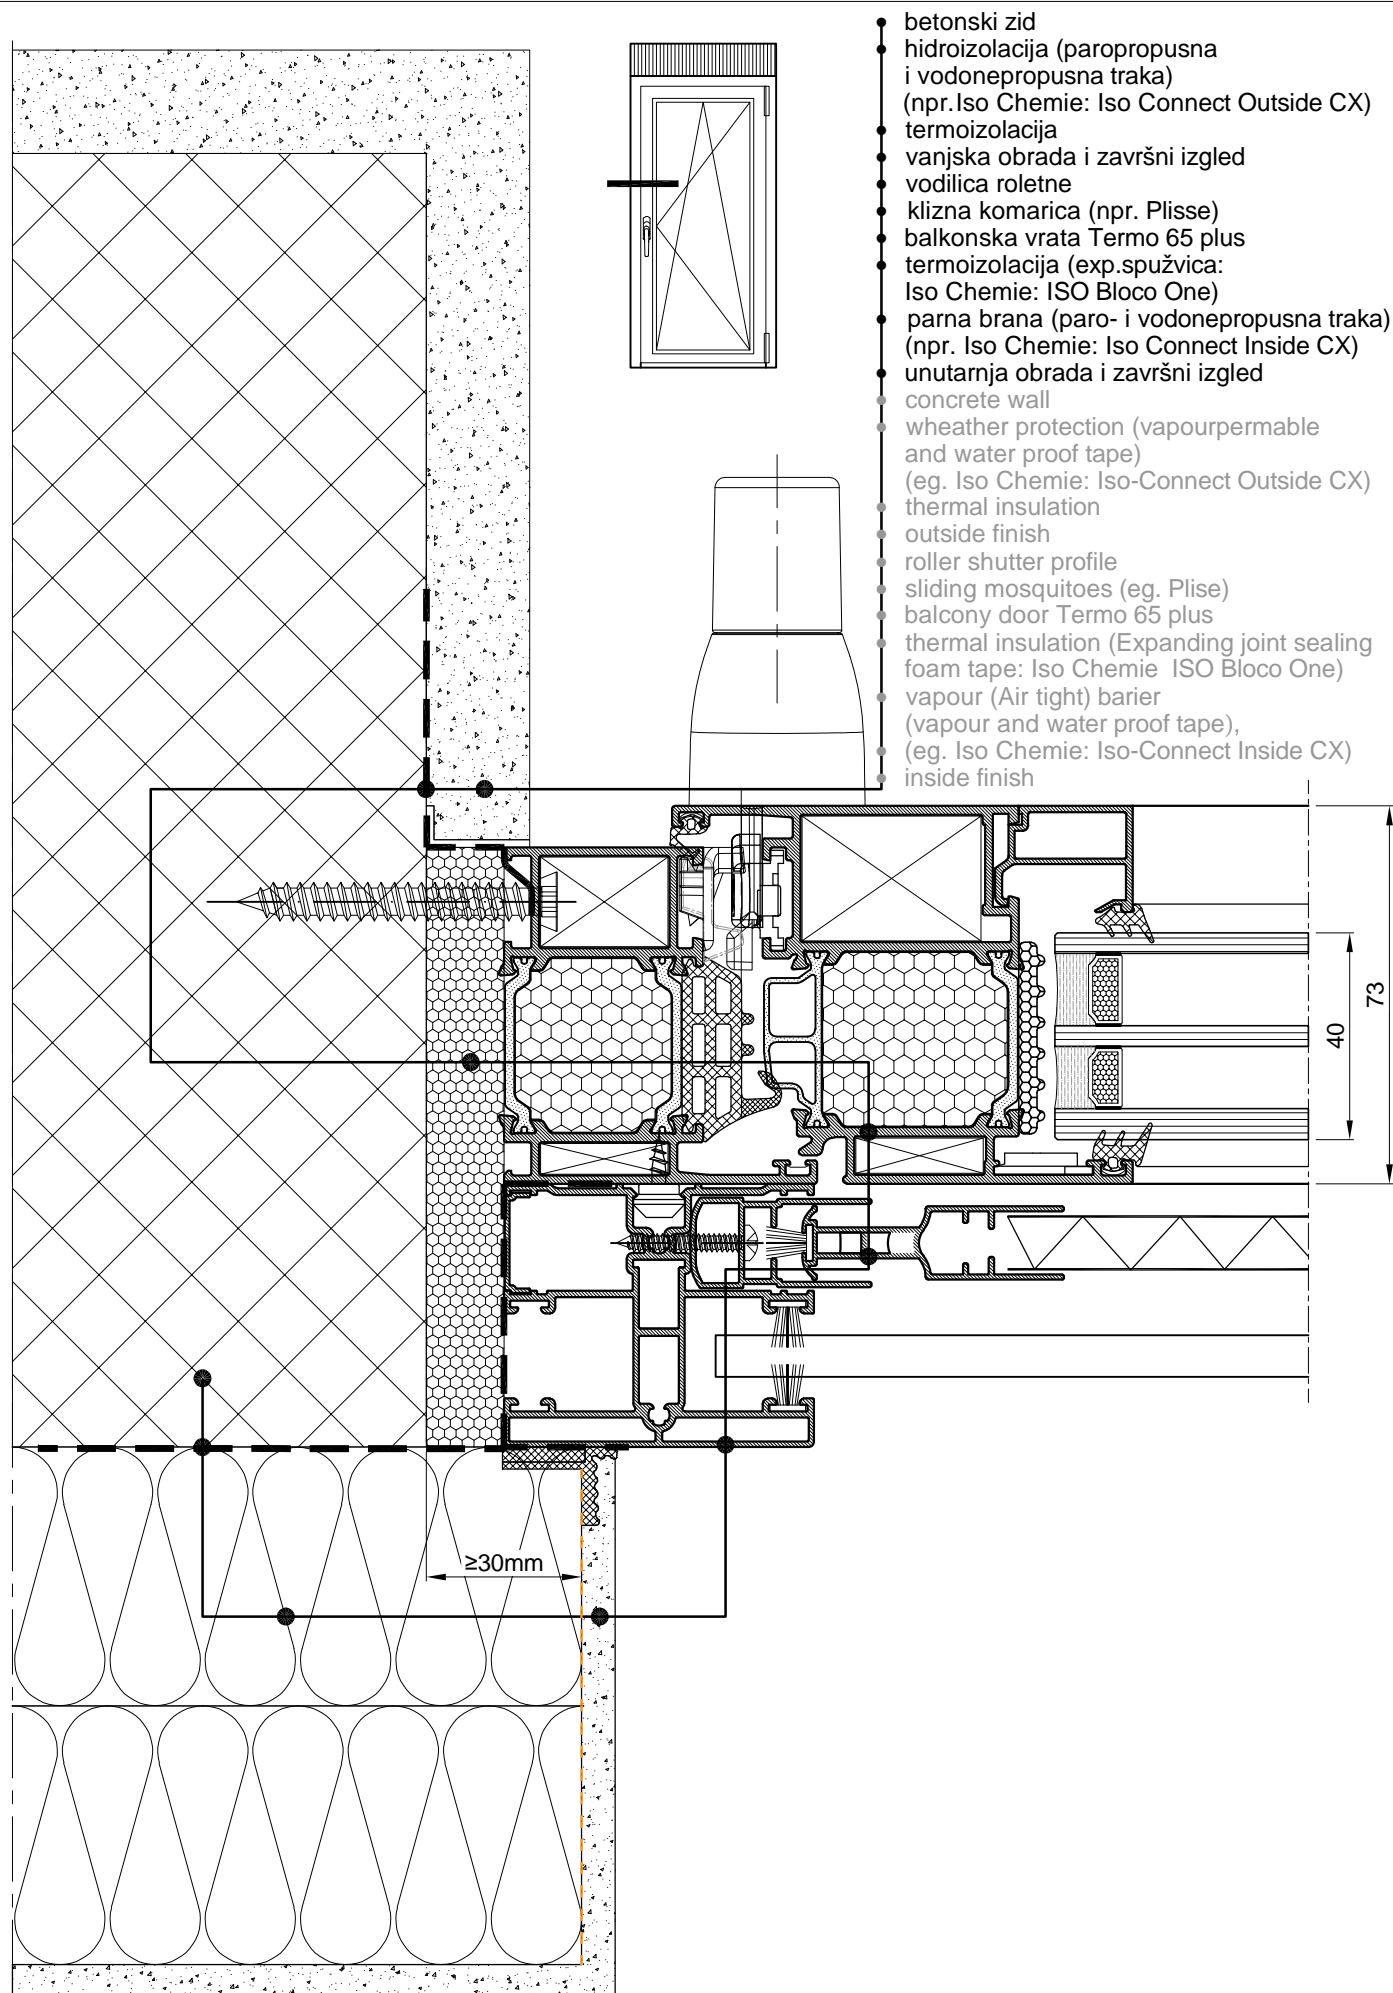 betonski zid
hidroizolacija (paropropusna
i vodonepropusna traka)
(npr.Iso Chemie: Iso Connect Outside CX)
termoizolacija
vanjska obrada i završni izgled
vodilica roletne
klizna komarica (npr. Plisse)
balkonska vrata Termo 65 plus
termoizolacija (exp.spužvica:
Iso Chemie: ISO Bloco One)
parna brana (paro- i vodonepropusna traka)
(npr. Iso Chemie: Iso Connect Inside CX)
unutarnja obrada i završni izgled
concrete wall
wheather protection (vapourpermable
and water proof tape)
(eg. Iso Chemie: Iso-Connect Outside CX)
thermal insulation
outside finish
roller shutter profile
sliding mosquitoes (eg. Plise)
balcony door Termo 65 plus
thermal insulation (Expanding joint sealing
foam tape: Iso Chemie  ISO Bloco One)
vapour (Air tight) barier
(vapour and water proof tape),
(eg. Iso Chemie: Iso-Connect Inside CX)
inside finish
73
40
≥30mm